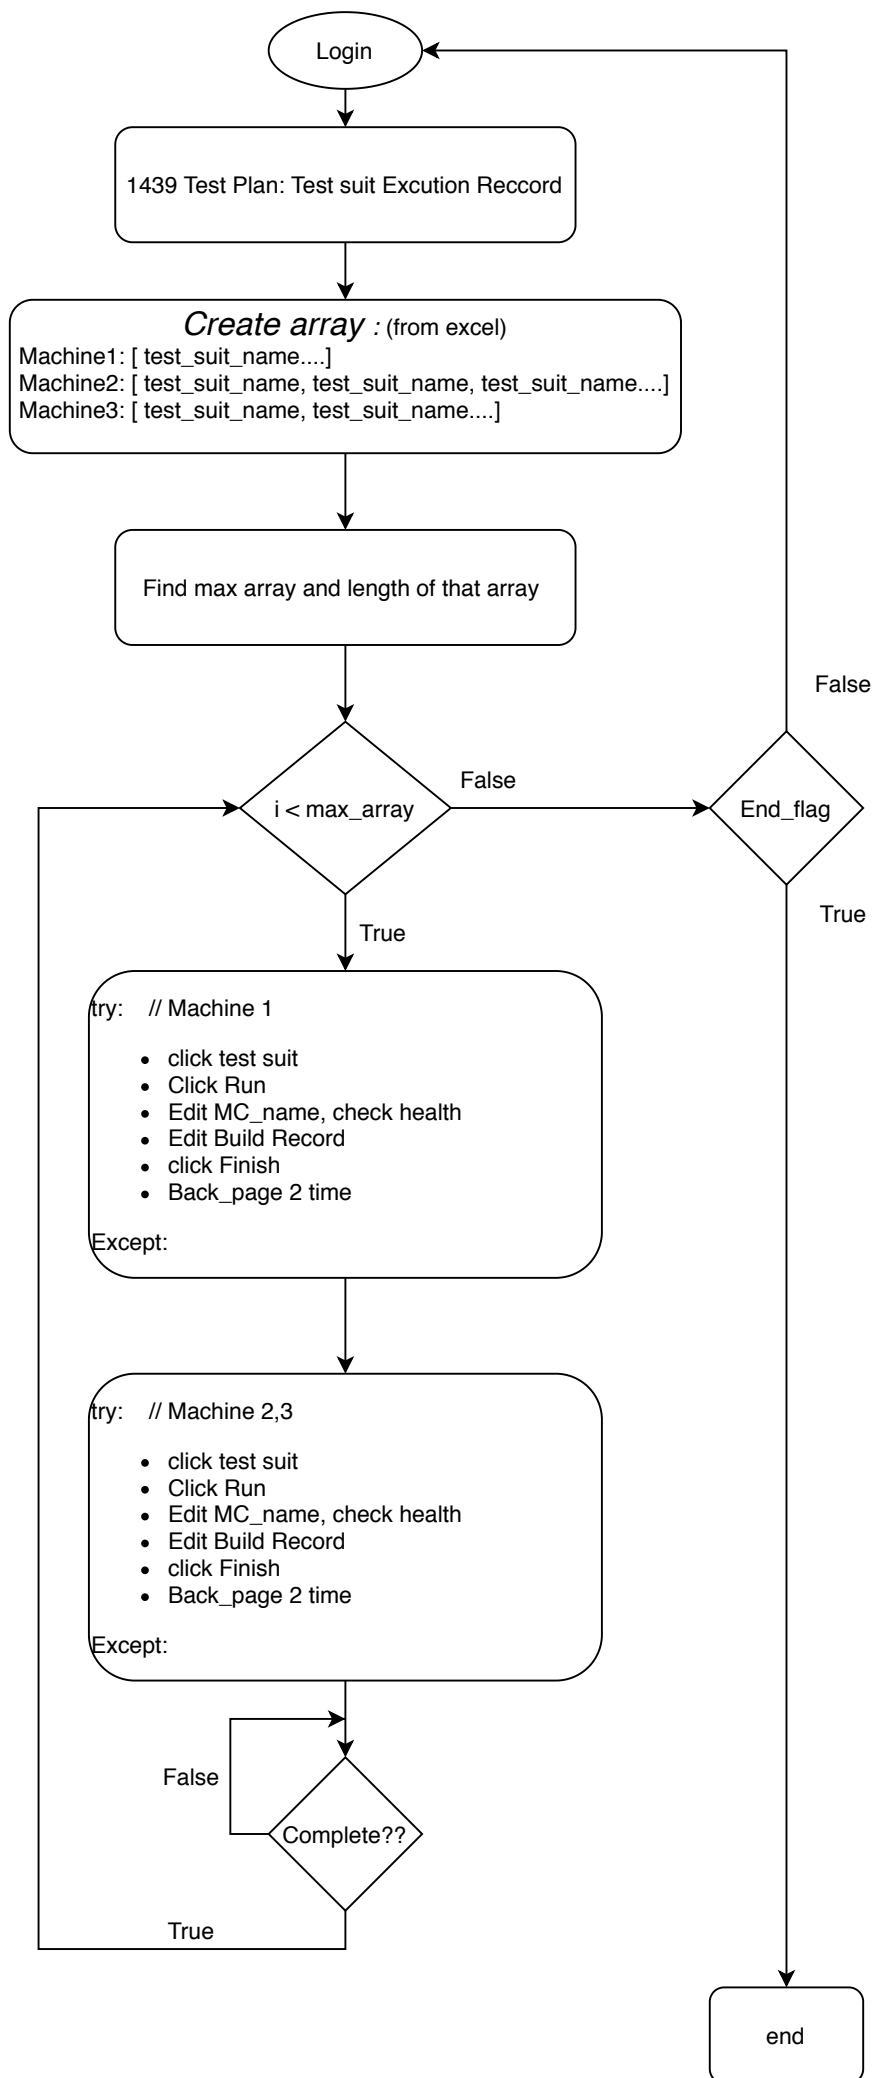 Login
1439 Test Plan: Test suit Excution Reccord
Create array : (from excel)
Machine1: [ test_suit_name....]
Machine2: [ test_suit_name, test_suit_name, test_suit_name....]
Machine3: [ test_suit_name, test_suit_name....]
Find max array and length of that array
False
i < max_array
False
End_flag
True
True
try: // Machine 1
• click test suit
• Click Run
• Edit MC_name, check health
• Edit Build Record
• click Finish
• Back_page 2 time
Except:
try: // Machine 2,3
• click test suit
• Click Run
• Edit MC_name, check health
• Edit Build Record
• click Finish
• Back_page 2 time
Except:
False
Complete??
True
end